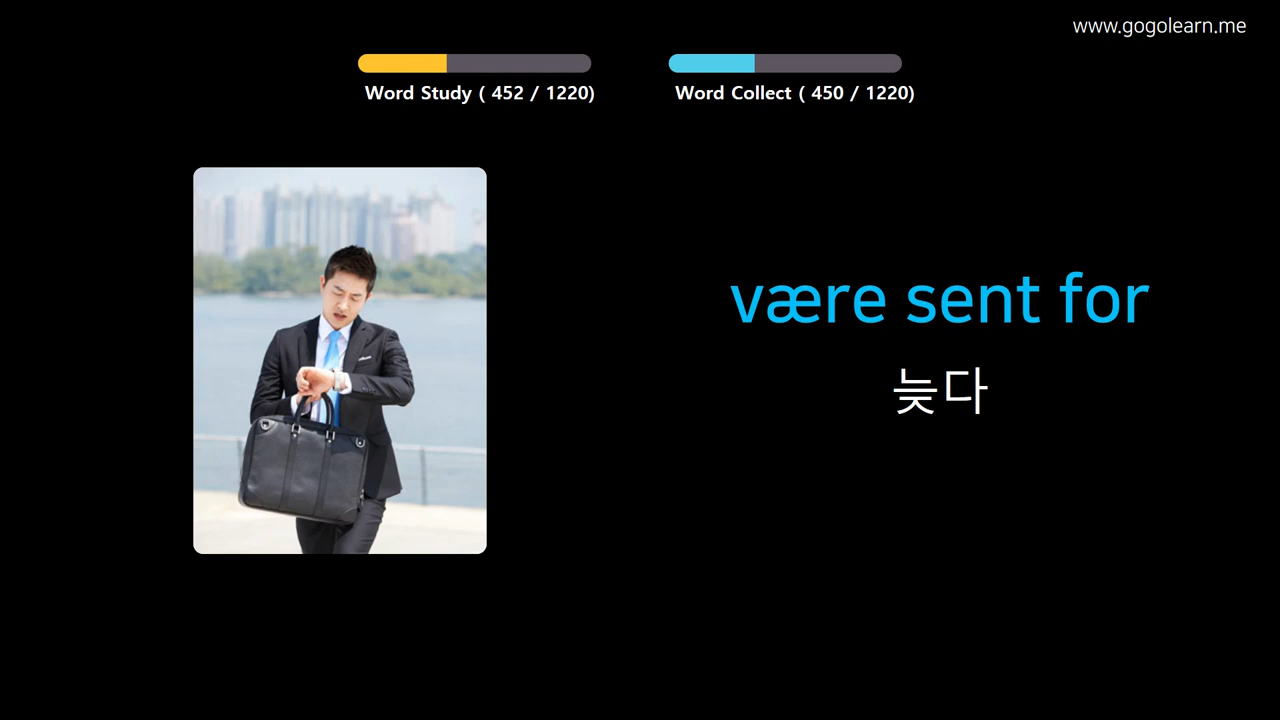 www.gogolearn.me
Word Study ( 452 / 1220)
Word Collect ( 450 / 1220)
være sent for
늦다